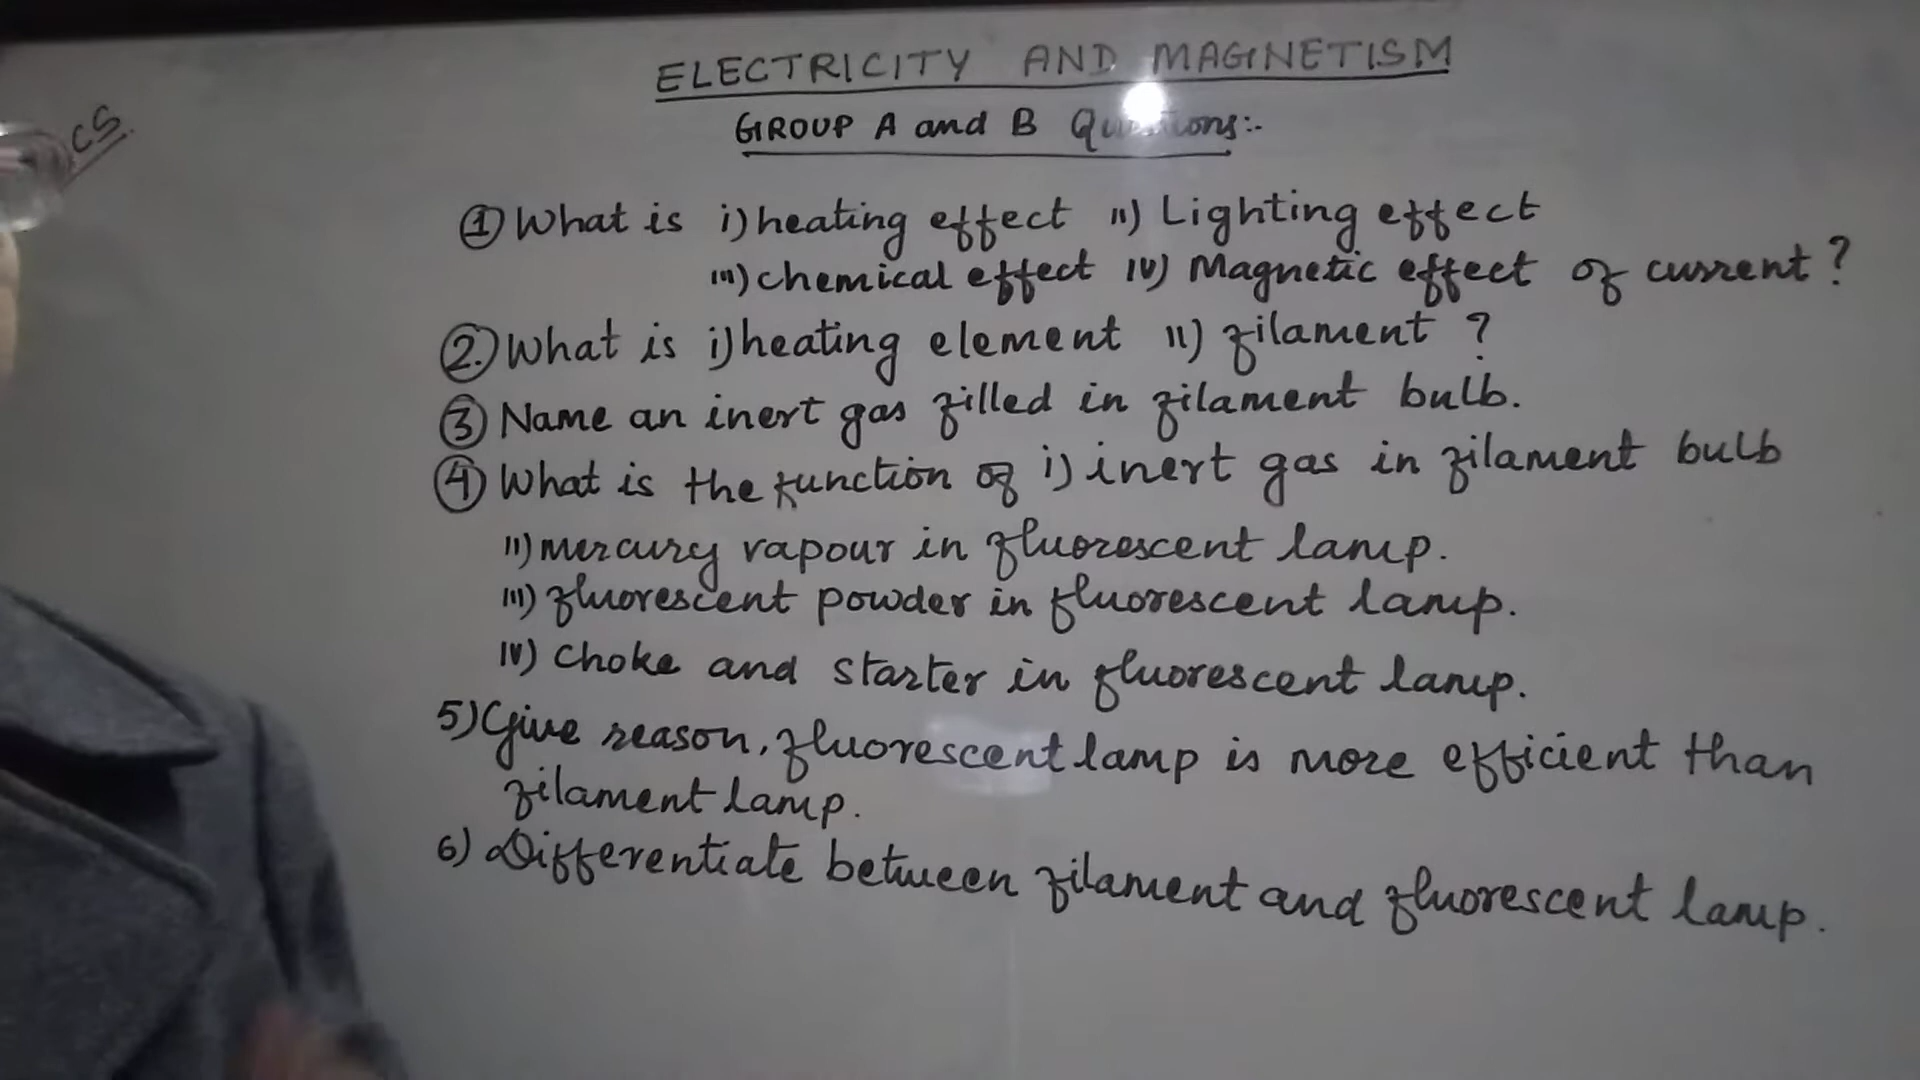 ELECTRICITY AND MAGNETISM
CS.
GROUP A and B Questions:-
① What is i) heating effect ii) Lighting effect
iii) chemical effect iv) Magnetic effect of current?
②. What is i) heating element ii) filament?
③ Name an inert gas filled in filament bulb.
④ What is the function of i) inert gas in filament bulb
ii) mercury vapour in fluorescent lamp.
iii) fluorescent powder in fluorescent lamp.
iv) choke and starter in fluorescent lamp.
5) Give reason, fluorescent lamp is more efficient than
filament lamp.
6) Differentiate between filament and fluorescent lamp.